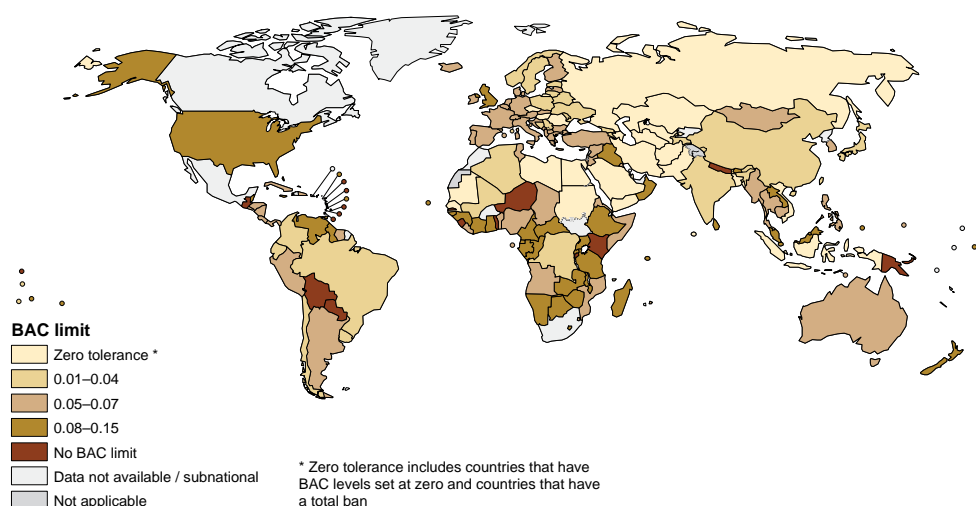 BAC limit
Zero tolerance *
0.01–0.04
0.05–0.07
0.08–0.15
No BAC limit
Data not available / subnational
Not applicable
* Zero tolerance includes countries that have
BAC levels set at zero and countries that have
a total ban